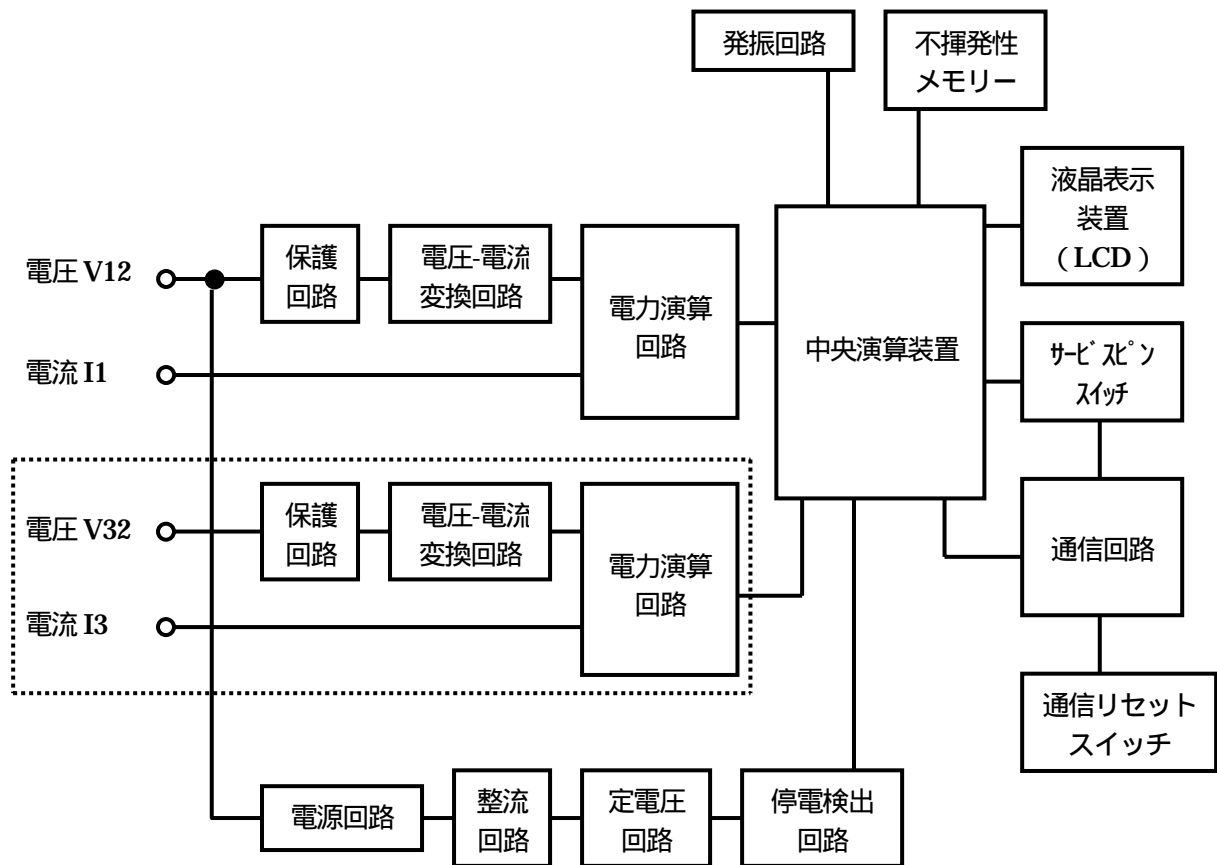 発振回路
不揮発性
メモリー
液晶表示
装置
（LCD）
電圧 V12
保護
回路
電圧-電流
変換回路
電力演算
回路
中央演算装置
電流 I1
ｻｰﾋﾞｽﾋﾟﾝ
ｽｲｯﾁ
電圧 V32
保護
回路
電圧-電流
変換回路
電力演算
回路
電流 I3
通信回路
通信リセット
スイッチ
電源回路
整流
回路
定電圧
回路
停電検出
回路